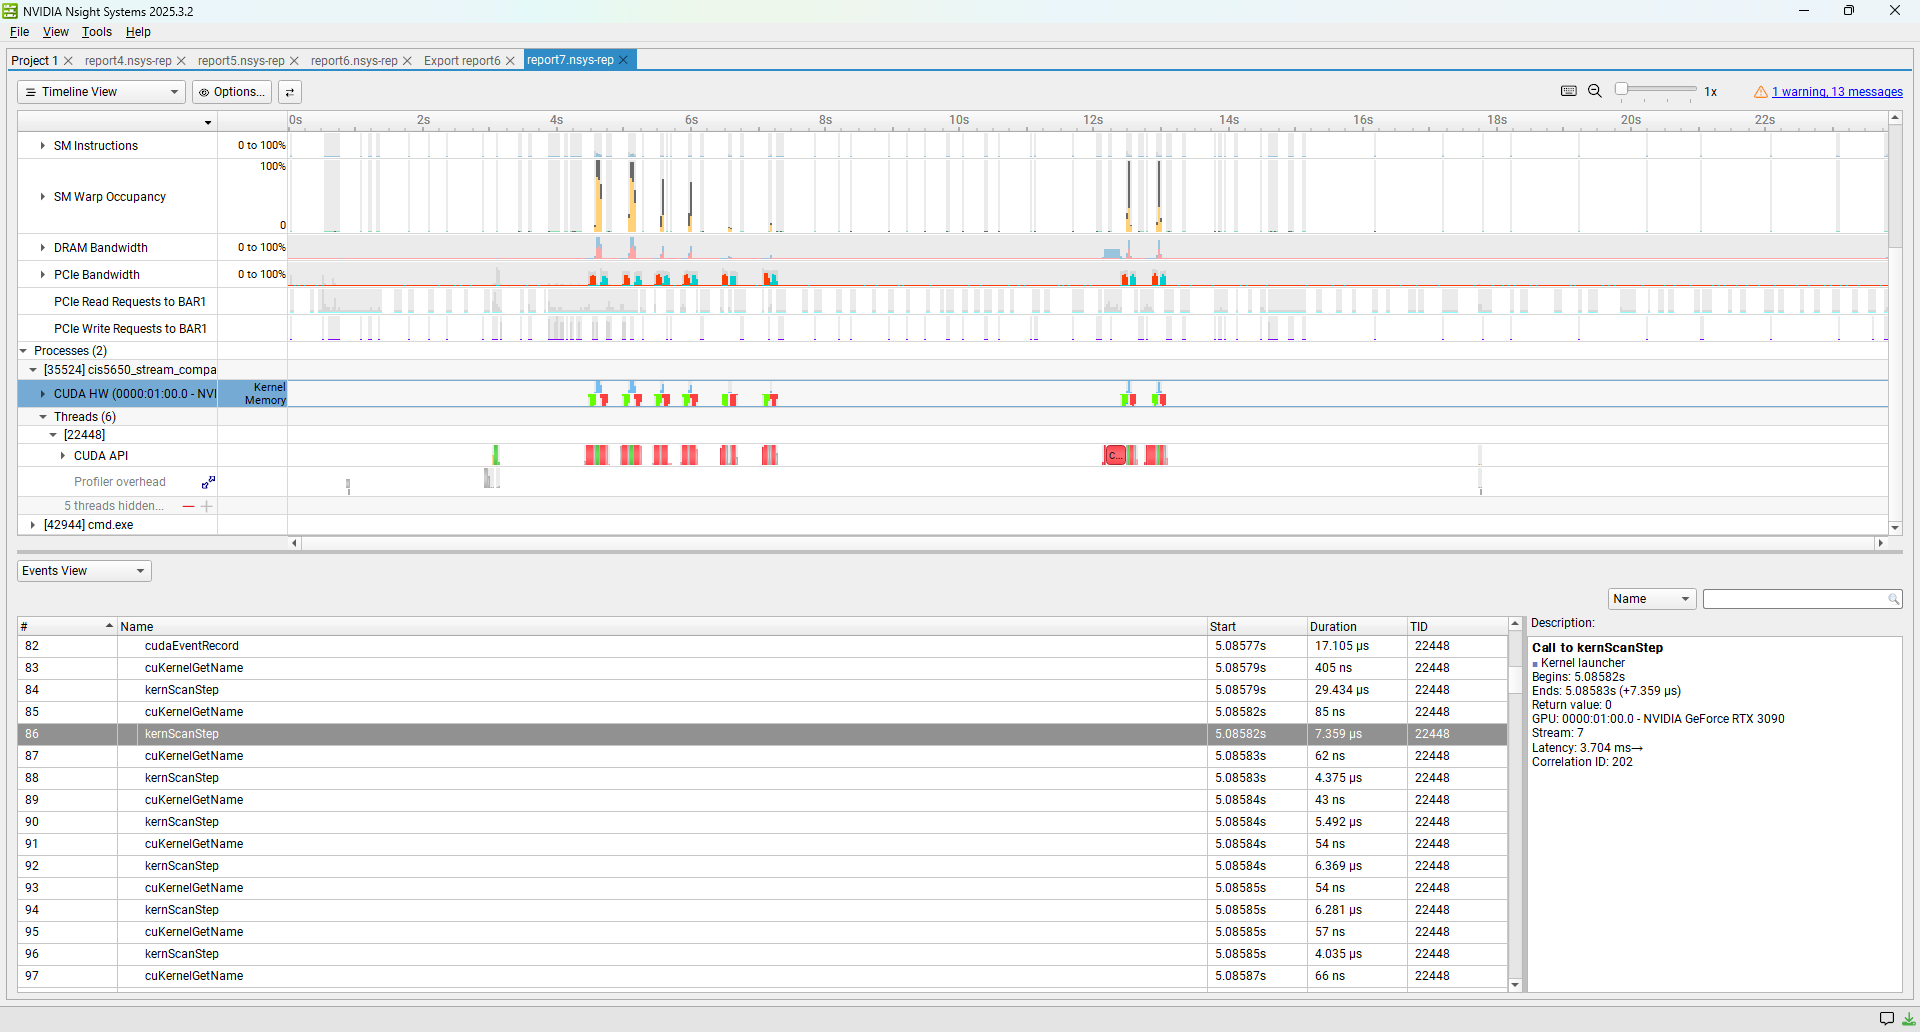 NVIDIA Nsight Systems 2025.3.2
File View Tools Help
Project 1 report4.nsys-rep report5.nsys-rep report6.nsys-rep Export report6 report7.nsys-rep
Timeline View Options... 1x 1 warning, 13 messages
0s 2s 4s 6s 8s 10s 12s 14s 16s 18s 20s 22s
SM Instructions 0 to 100%
100%
SM Warp Occupancy
0
DRAM Bandwidth 0 to 100%
PCIe Bandwidth 0 to 100%
PCIe Read Requests to BAR1
PCIe Write Requests to BAR1
Processes (2)
[35524] cis5650_stream_compa
CUDA HW (0000:01:00.0 - NVI Kernel
Memory
Threads (6)
[22448]
CUDA API c...
Profiler overhead
5 threads hidden...
[42944] cmd.exe
Events View
Name
# Name Start Duration TID
82 cudaEventRecord 5.08577s 17.105 µs 22448
83 cuKernelGetName 5.08579s 405 ns 22448
84 kernScanStep 5.08579s 29.434 µs 22448
85 cuKernelGetName 5.08582s 85 ns 22448
86 kernScanStep 5.08582s 7.359 µs 22448
87 cuKernelGetName 5.08583s 62 ns 22448
88 kernScanStep 5.08583s 4.375 µs 22448
89 cuKernelGetName 5.08584s 43 ns 22448
90 kernScanStep 5.08584s 5.492 µs 22448
91 cuKernelGetName 5.08584s 54 ns 22448
92 kernScanStep 5.08584s 6.369 µs 22448
93 cuKernelGetName 5.08585s 54 ns 22448
94 kernScanStep 5.08585s 6.281 µs 22448
95 cuKernelGetName 5.08585s 57 ns 22448
96 kernScanStep 5.08585s 4.035 µs 22448
97 cuKernelGetName 5.08587s 66 ns 22448
Description:
Call to kernScanStep
Kernel launcher
Begins: 5.08582s
Ends: 5.08583s (+7.359 µs)
Return value: 0
GPU: 0000:01:00.0 - NVIDIA GeForce RTX 3090
Stream: 7
Latency: 3.704 ms→
Correlation ID: 202